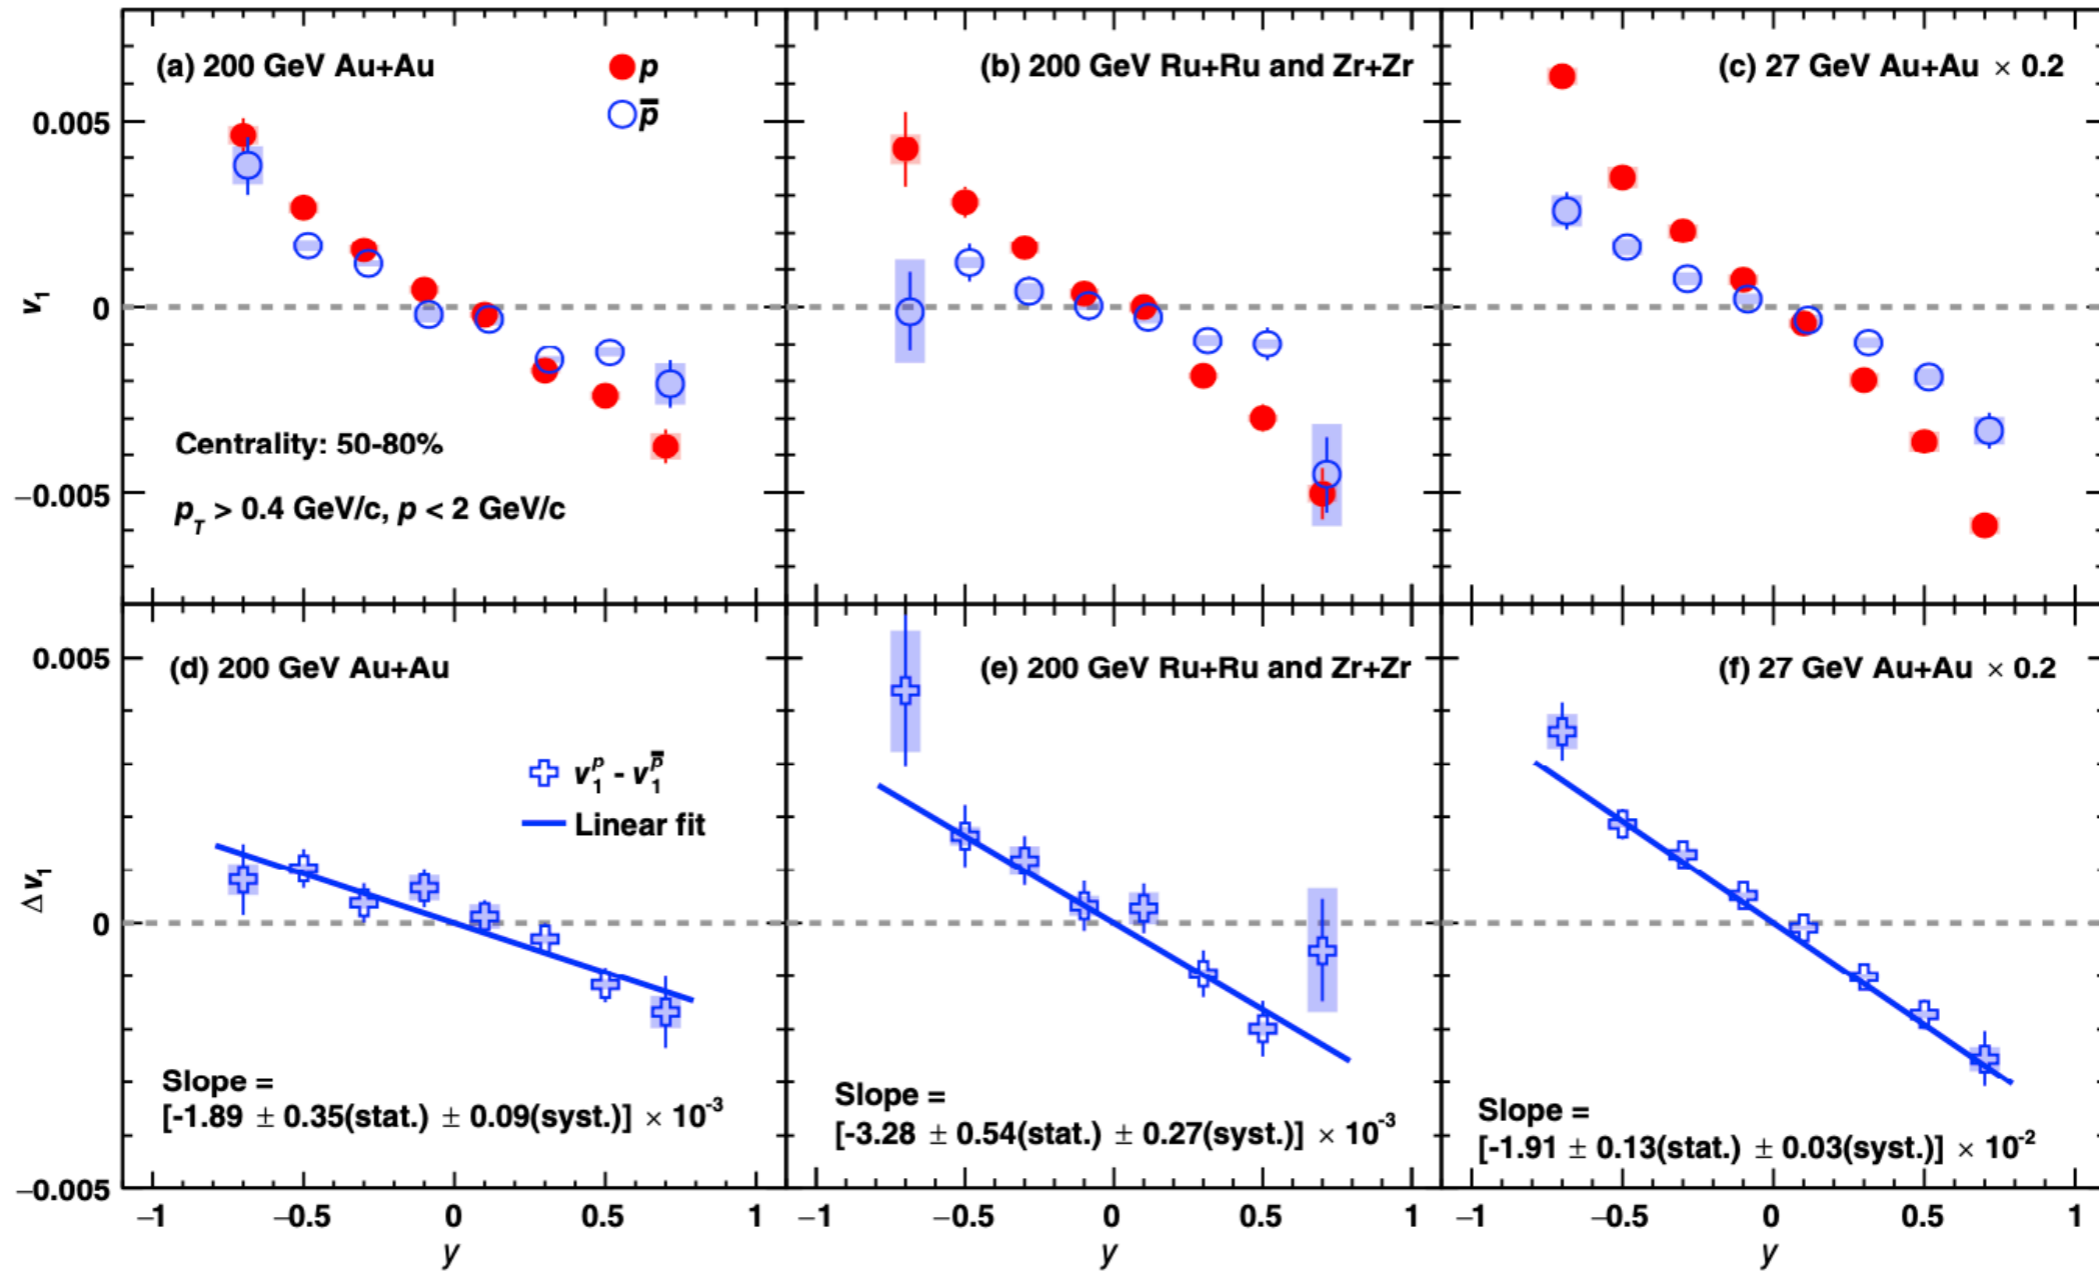 (a) 200 GeV Au+Au
p
p̅
Centrality: 50-80%
p_T > 0.4 GeV/c, p < 2 GeV/c
(b) 200 GeV Ru+Ru and Zr+Zr
(c) 27 GeV Au+Au × 0.2
0.005
0
−0.005
v₁
(d) 200 GeV Au+Au
v₁^p - v₁^p̅
Linear fit
Slope =
[-1.89 ± 0.35(stat.) ± 0.09(syst.)] × 10⁻³
(e) 200 GeV Ru+Ru and Zr+Zr
Slope =
[-3.28 ± 0.54(stat.) ± 0.27(syst.)] × 10⁻³
(f) 27 GeV Au+Au × 0.2
Slope =
[-1.91 ± 0.13(stat.) ± 0.03(syst.)] × 10⁻²
0.005
0
−0.005
Δv₁
−1 −0.5 0 0.5 1
y
−1 −0.5 0 0.5 1
y
−1 −0.5 0 0.5 1
y